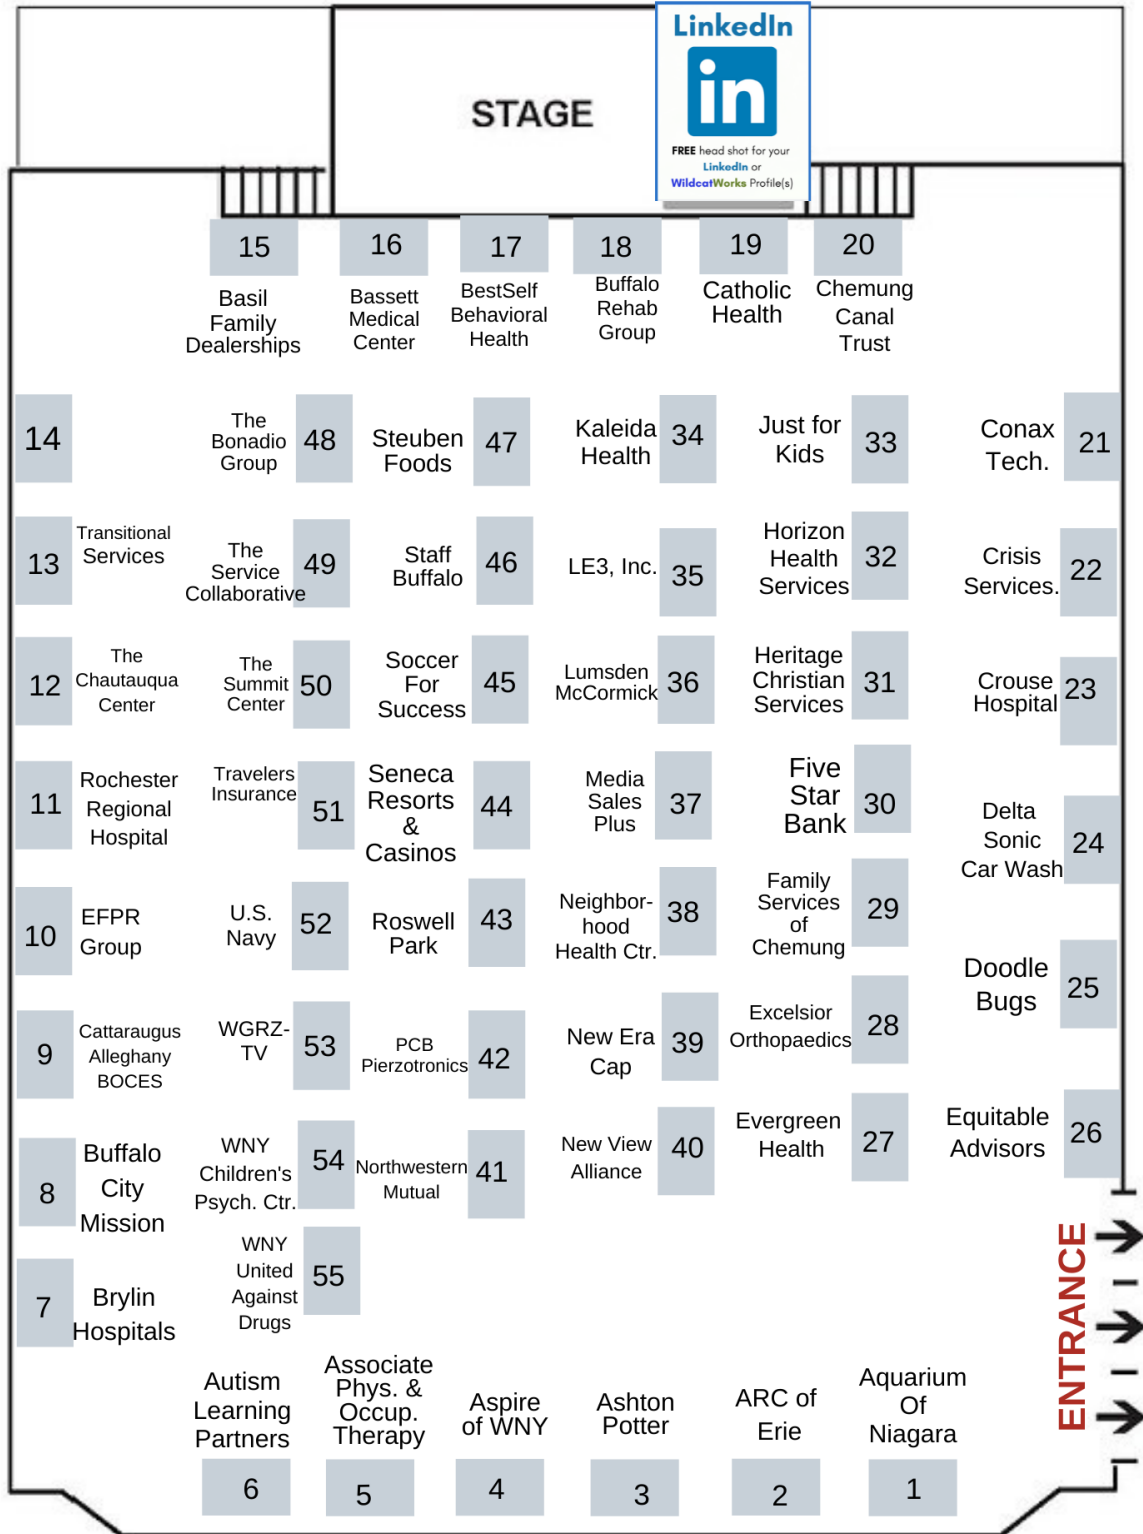 LinkedIn
in
FREE head shot for your
LinkedIn or
WildcatWorks Profile(s)
STAGE
15
16
17
18
19
20
Basil
Family
Dealerships
Bassett
Medical
Center
BestSelf
Behavioral
Health
Buffalo
Rehab
Group
Catholic
Health
Chemung
Canal
Trust
14
The
Bonadio
Group
48
Steuben
Foods
47
Kaleida
Health
34
Just for
Kids
33
Conax
Tech.
21
13
Transitional
Services
The
Service
Collaborative
49
Staff
Buffalo
46
LE3, Inc.
35
Horizon
Health
Services
32
Crisis
Services.
22
12
The
Chautauqua
Center
The
Summit
Center
50
Soccer
For
Success
45
Lumsden
McCormick
36
Heritage
Christian
Services
31
Crouse
Hospital
23
11
Rochester
Regional
Hospital
Travelers
Insurance
51
Seneca
Resorts
&
Casinos
44
Media
Sales
Plus
37
Five
Star
Bank
30
Delta
Sonic
Car Wash
24
10
EFPR
Group
U.S.
Navy
52
Roswell
Park
43
Neighbor-
hood
Health Ctr.
38
Family
Services
of
Chemung
29
Doodle
Bugs
25
9
Cattaraugus
Alleghany
BOCES
WGRZ-
TV
53
PCB
Pierzotronics
42
New Era
Cap
39
Excelsior
Orthopaedics
28
8
Buffalo
City
Mission
WNY
Children's
Psych. Ctr.
54
Northwestern
Mutual
41
New View
Alliance
40
Evergreen
Health
27
Equitable
Advisors
26
7
Brylin
Hospitals
WNY
United
Against
Drugs
55
ENTRANCE
Autism
Learning
Partners
Associate
Phys. &
Occup.
Therapy
Aspire
of WNY
Ashton
Potter
ARC of
Erie
Aquarium
Of
Niagara
6
5
4
3
2
1